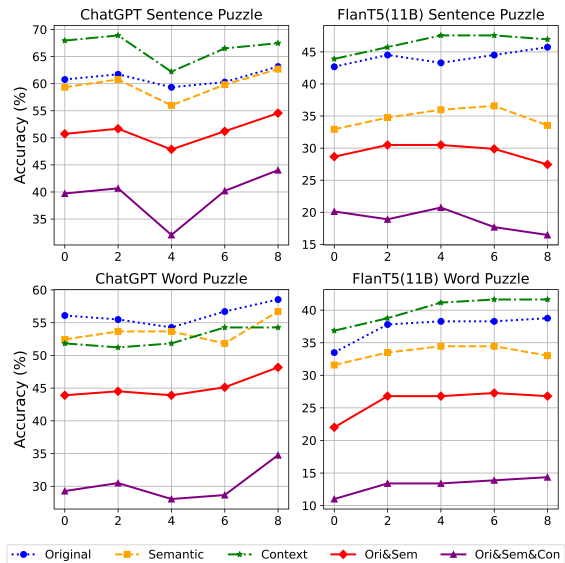 ChatGPT Sentence Puzzle
FlanT5(11B) Sentence Puzzle
Accuracy (%)
70
65
60
55
50
45
40
35
0 2 4 6 8
45
40
35
30
25
20
15
0 2 4 6 8
ChatGPT Word Puzzle
FlanT5(11B) Word Puzzle
Accuracy (%)
60
55
50
45
40
35
30
0 2 4 6 8
40
35
30
25
20
15
10
0 2 4 6 8
Original Semantic Context Ori&Sem Ori&Sem&Con